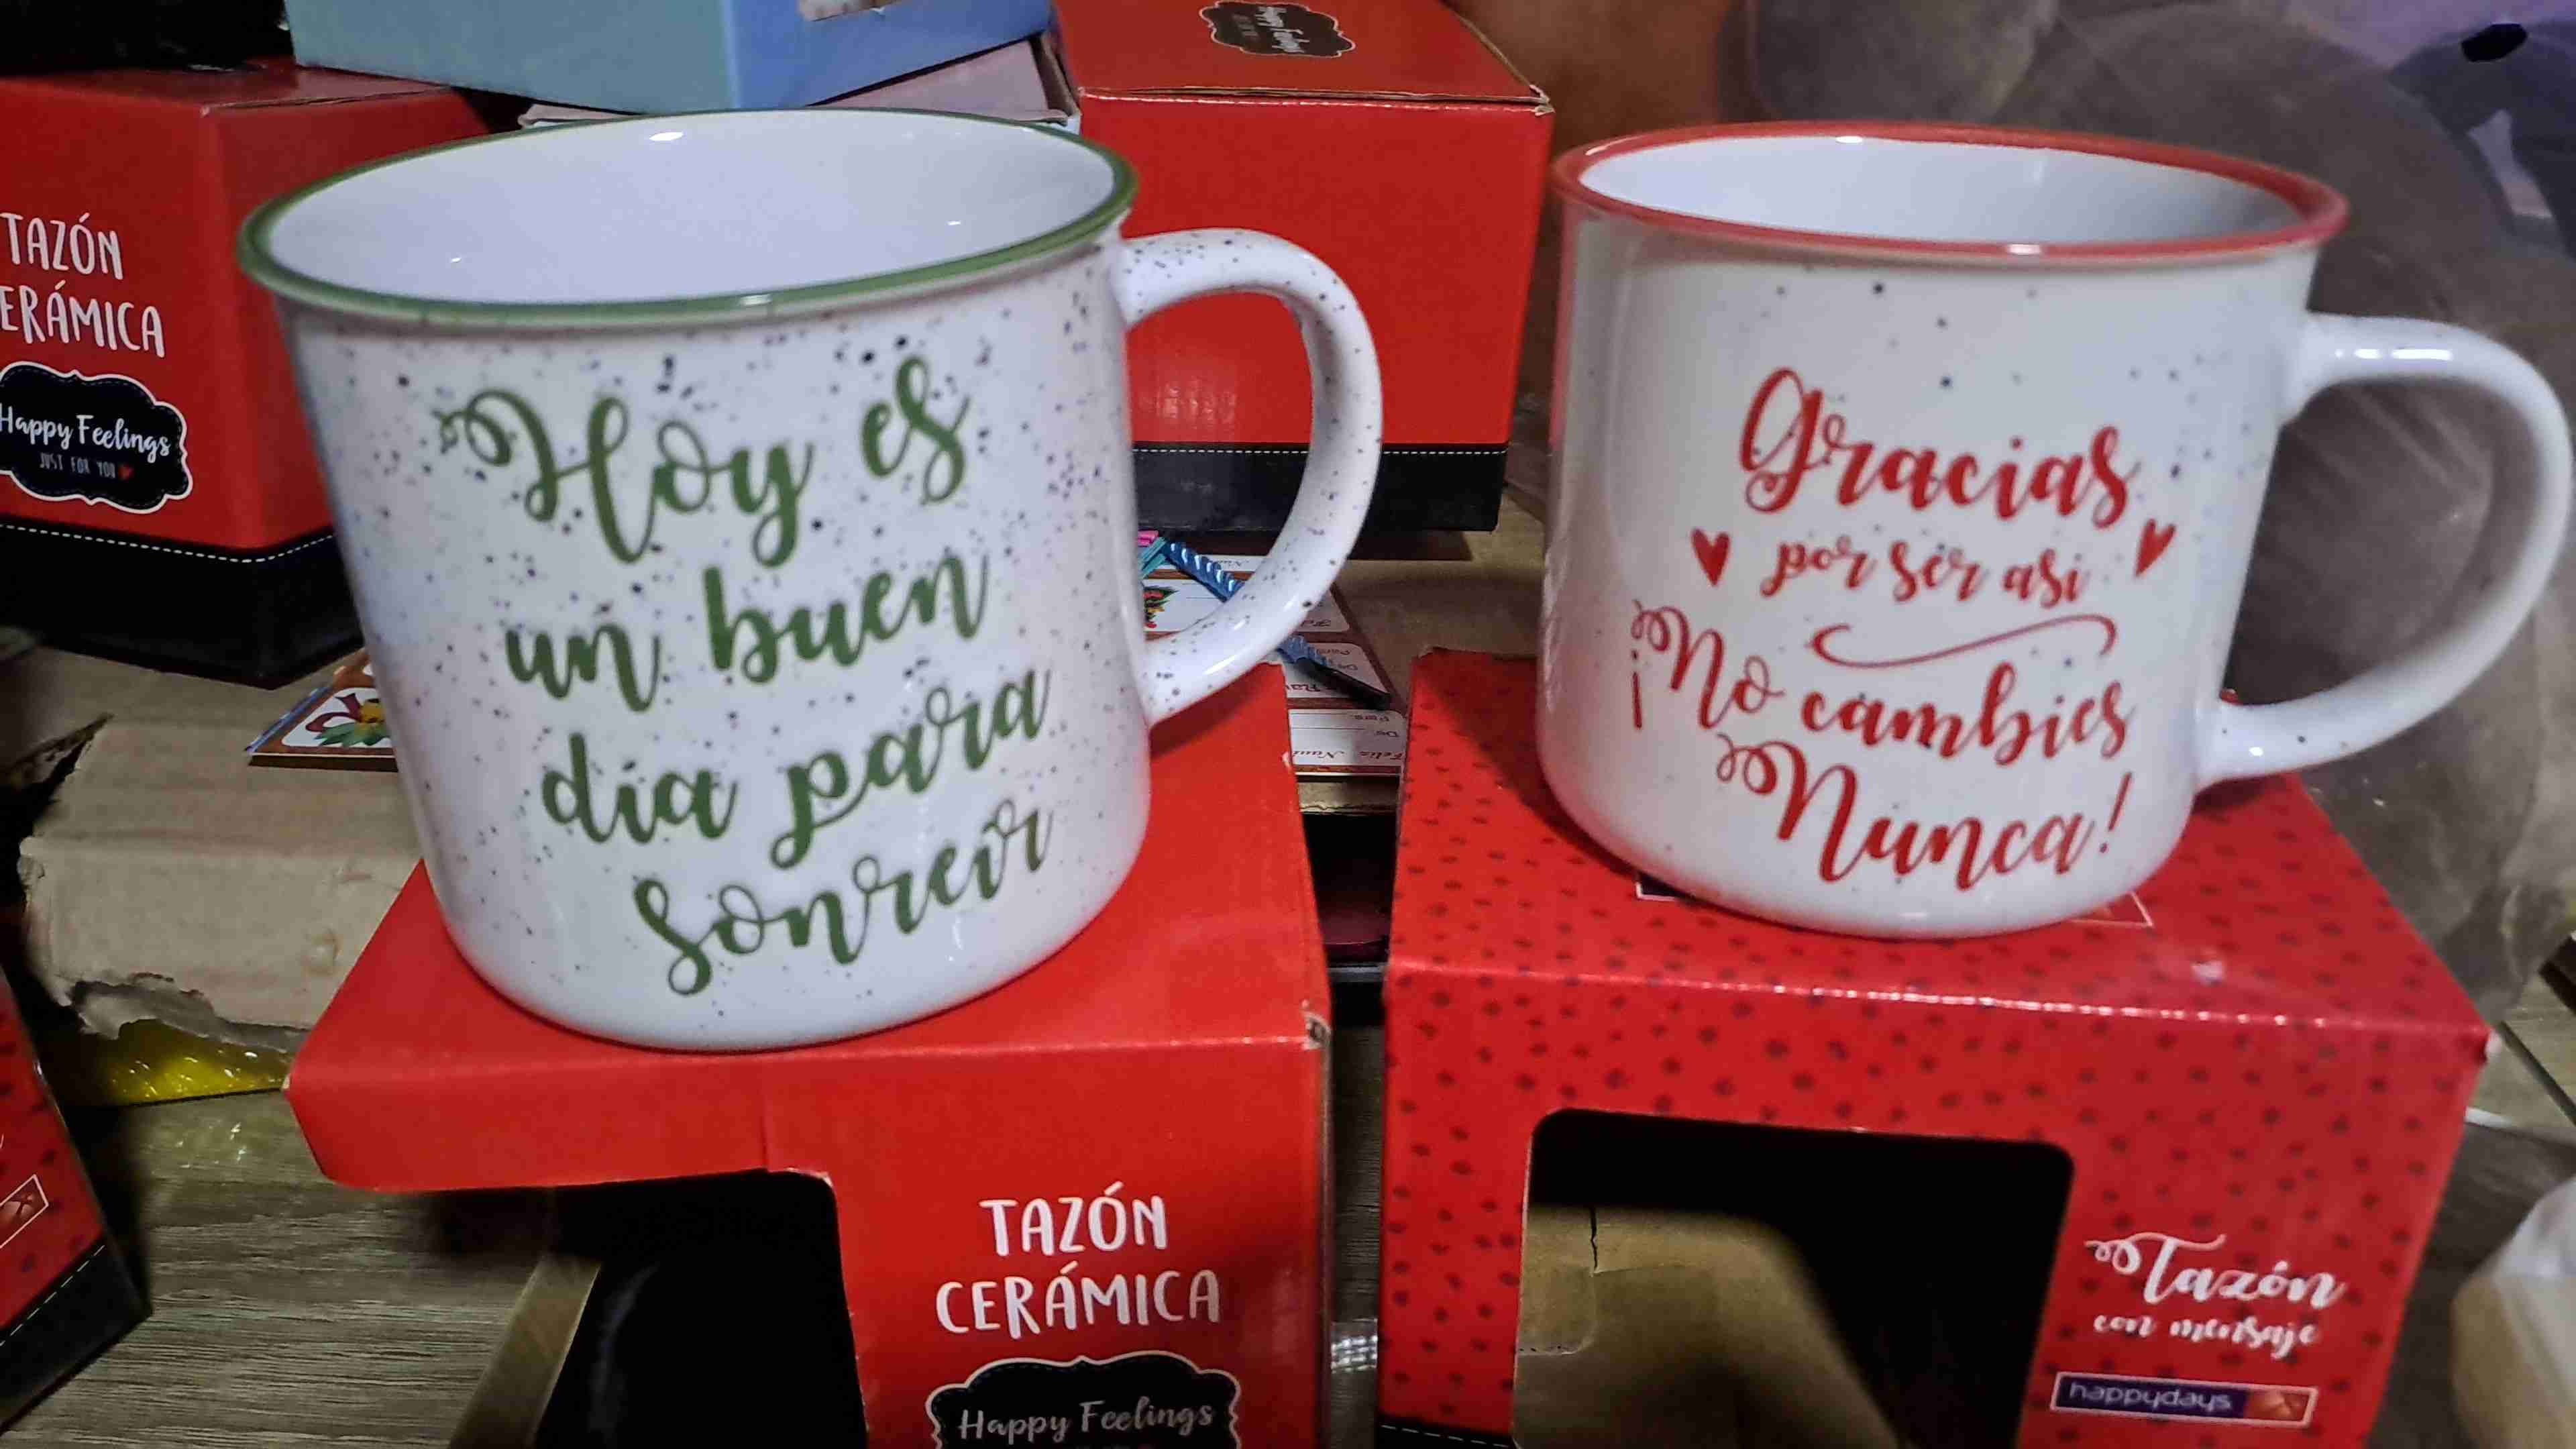 TAZÓN
ERÁMICA
Happy Feelings
JUST FOR YOU
Hoy es
un buen
día para
sonreír
Gracias
por ser así
¡No cambies
Nunca!
TAZÓN
CERÁMICA
Happy Feelings
Tazón
con mensaje
happydays